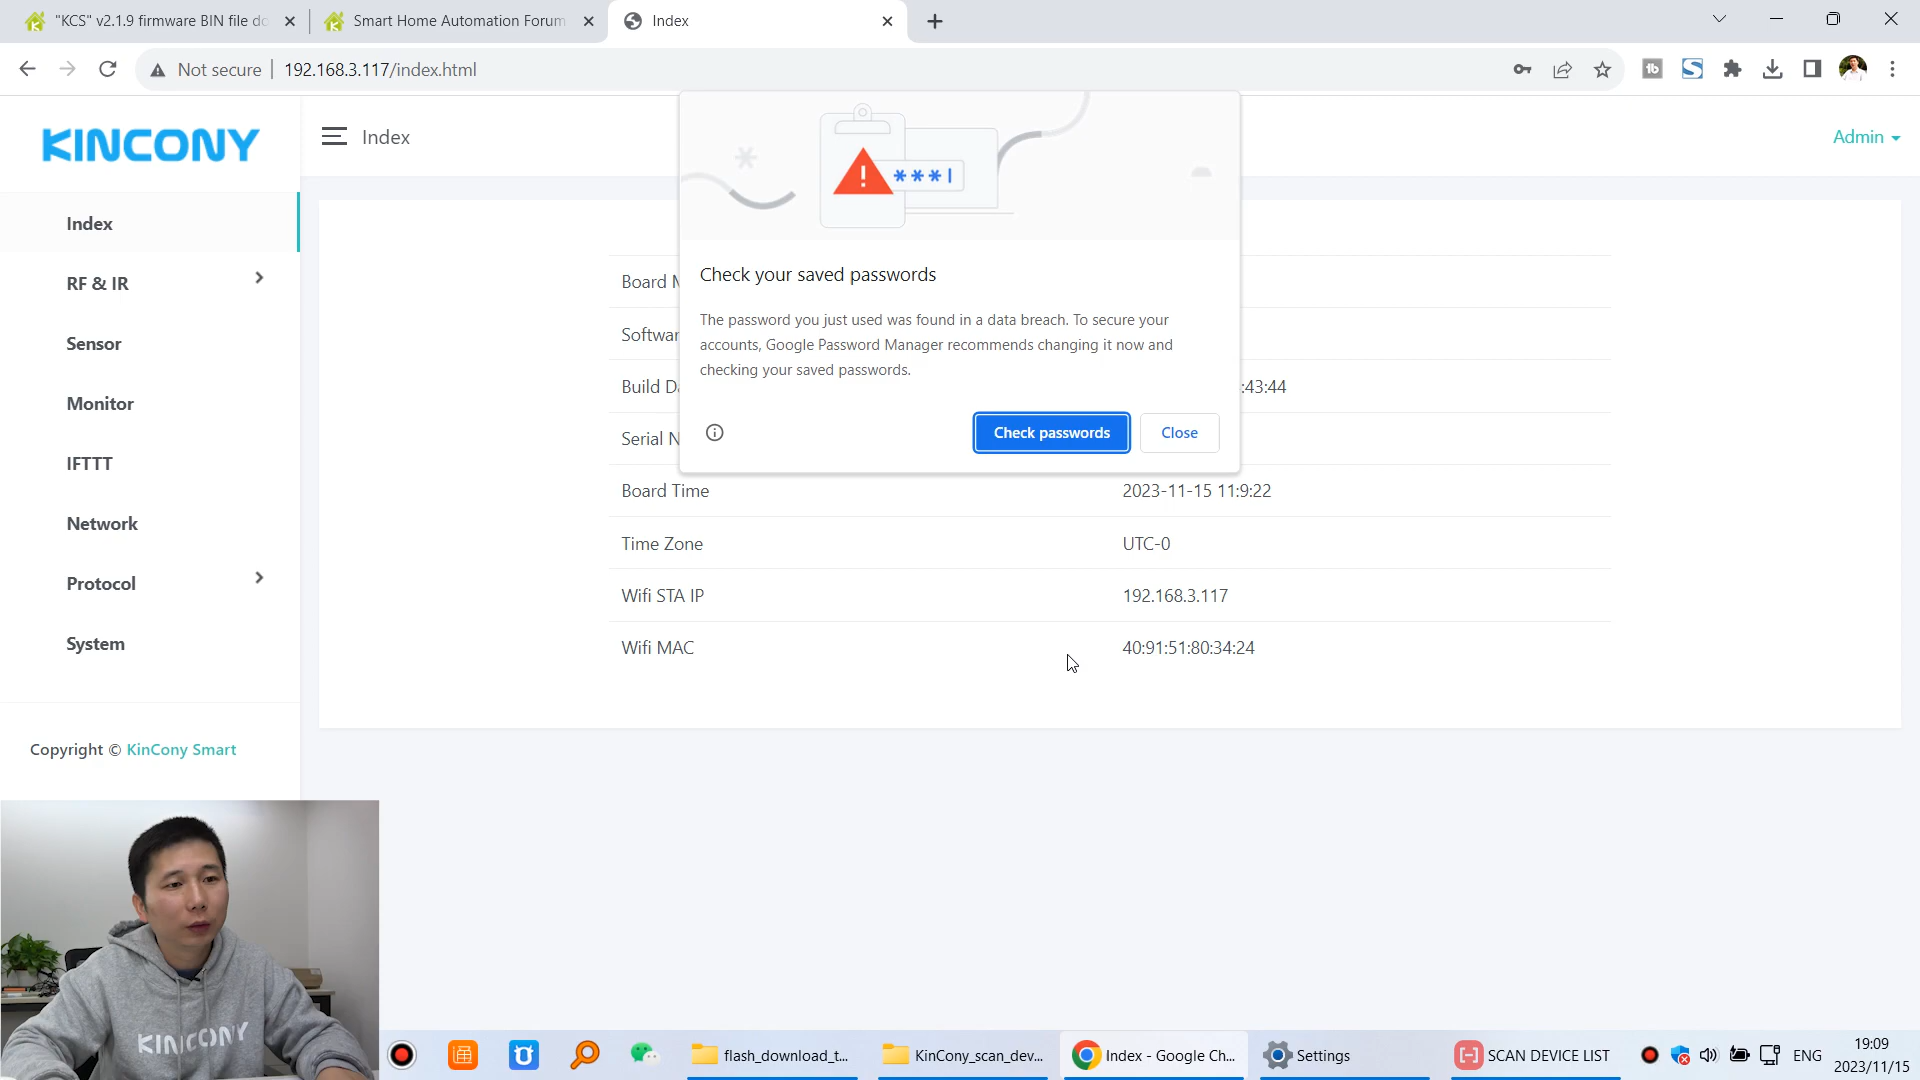 "KCS" v2.1.9 firmware BIN file do
Smart Home Automation Forum
Index
Not secure
192.168.3.117/index.html
KINCONY
Index
Admin
Index
RF & IR
Sensor
Monitor
IFTTT
Network
Protocol
System
Copyright © KinCony Smart
***
Check your saved passwords
The password you just used was found in a data breach. To secure your
accounts, Google Password Manager recommends changing it now and
checking your saved passwords.
Check passwords
Close
Board
Softwar
Build D
:43:44
Serial N
Board Time
2023-11-15 11:9:22
Time Zone
UTC-0
Wifi STA IP
192.168.3.117
Wifi MAC
40:91:51:80:34:24
KINCONY
flash_download_t...
KinCony_scan_dev...
Index - Google Ch...
Settings
SCAN DEVICE LIST
ENG
19:09
2023/11/15